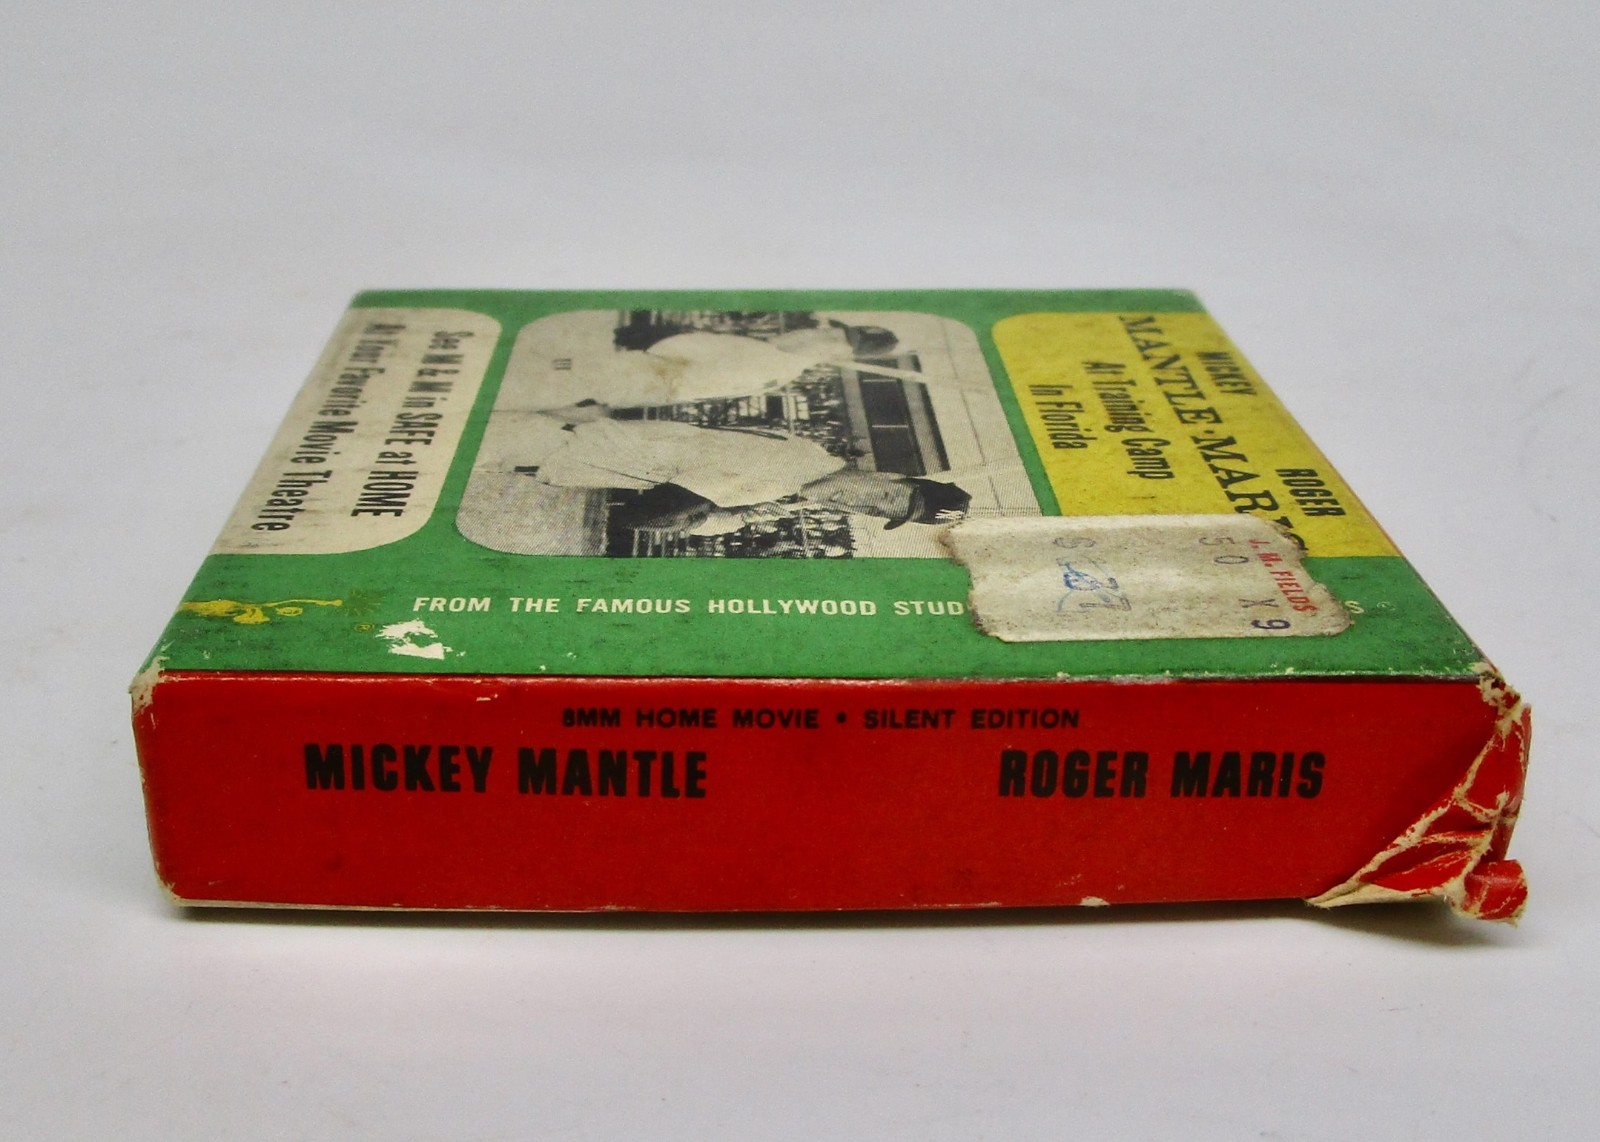 MICKEY ROGER
MANTLE·MARIS
At Training Camp
In Florida
See M & M in SAFE at HOME
At Your Favorite Movie Theatre
J. M. FIELDS
50 X9
FROM THE FAMOUS HOLLYWOOD STUD
8MM HOME MOVIE • SILENT EDITION
MICKEY MANTLE ROGER MARIS